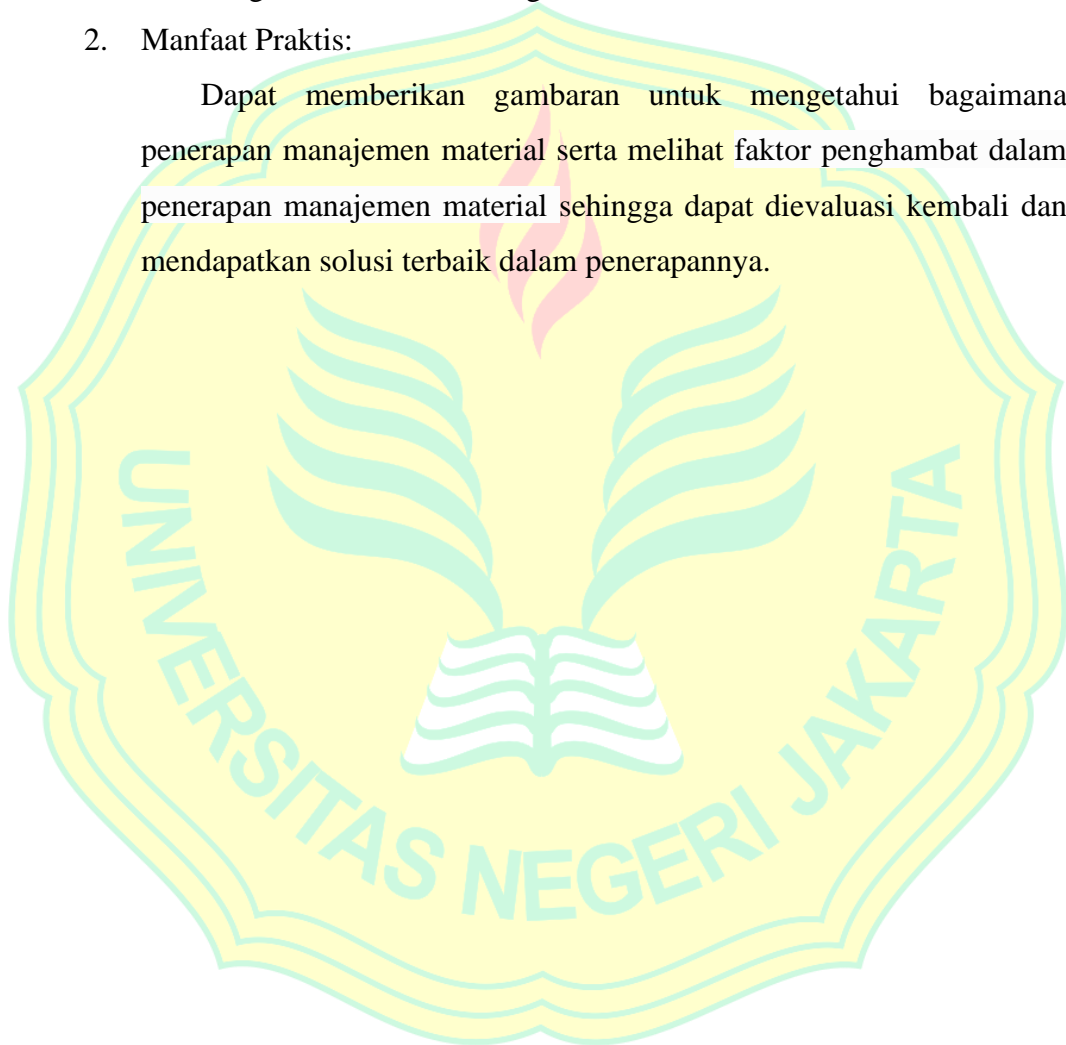 2. Manfaat Praktis:
Dapat memberikan gambaran untuk mengetahui bagaimana
penerapan manajemen material serta melihat faktor penghambat dalam
penerapan manajemen material sehingga dapat dievaluasi kembali dan
mendapatkan solusi terbaik dalam penerapannya.
UNIVERSITAS NEGERI JAKARTA